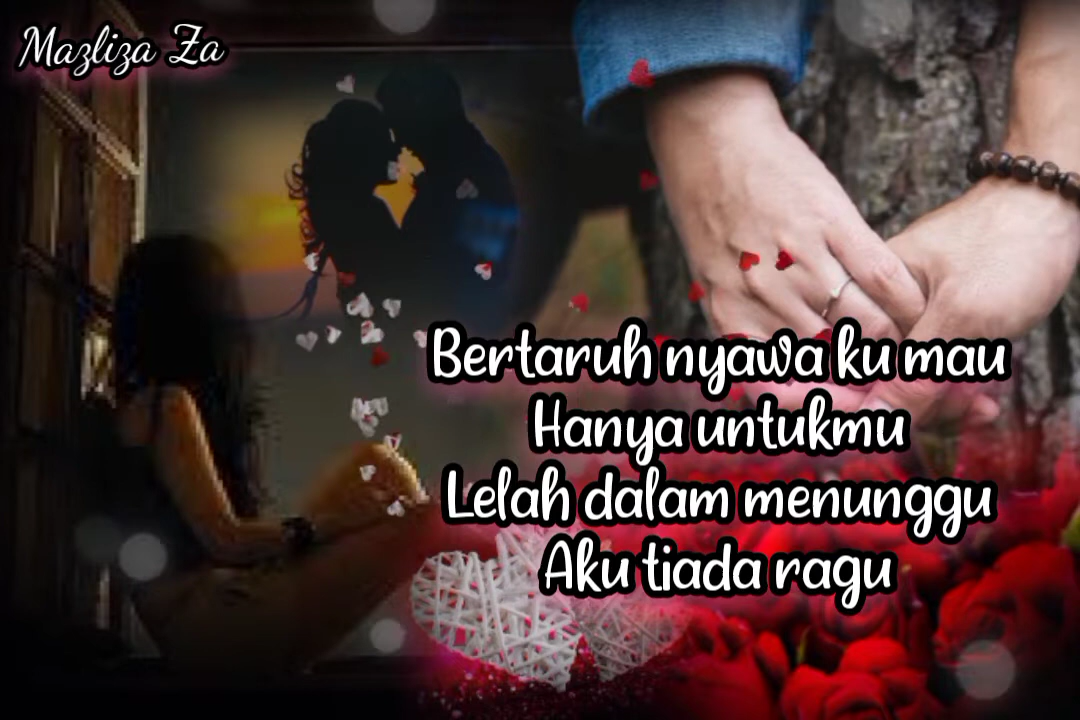 Mazliza Za
Bertaruh nyawa ku mau
Hanya untukmu
Lelah dalam menunggu
Aku tiada ragu